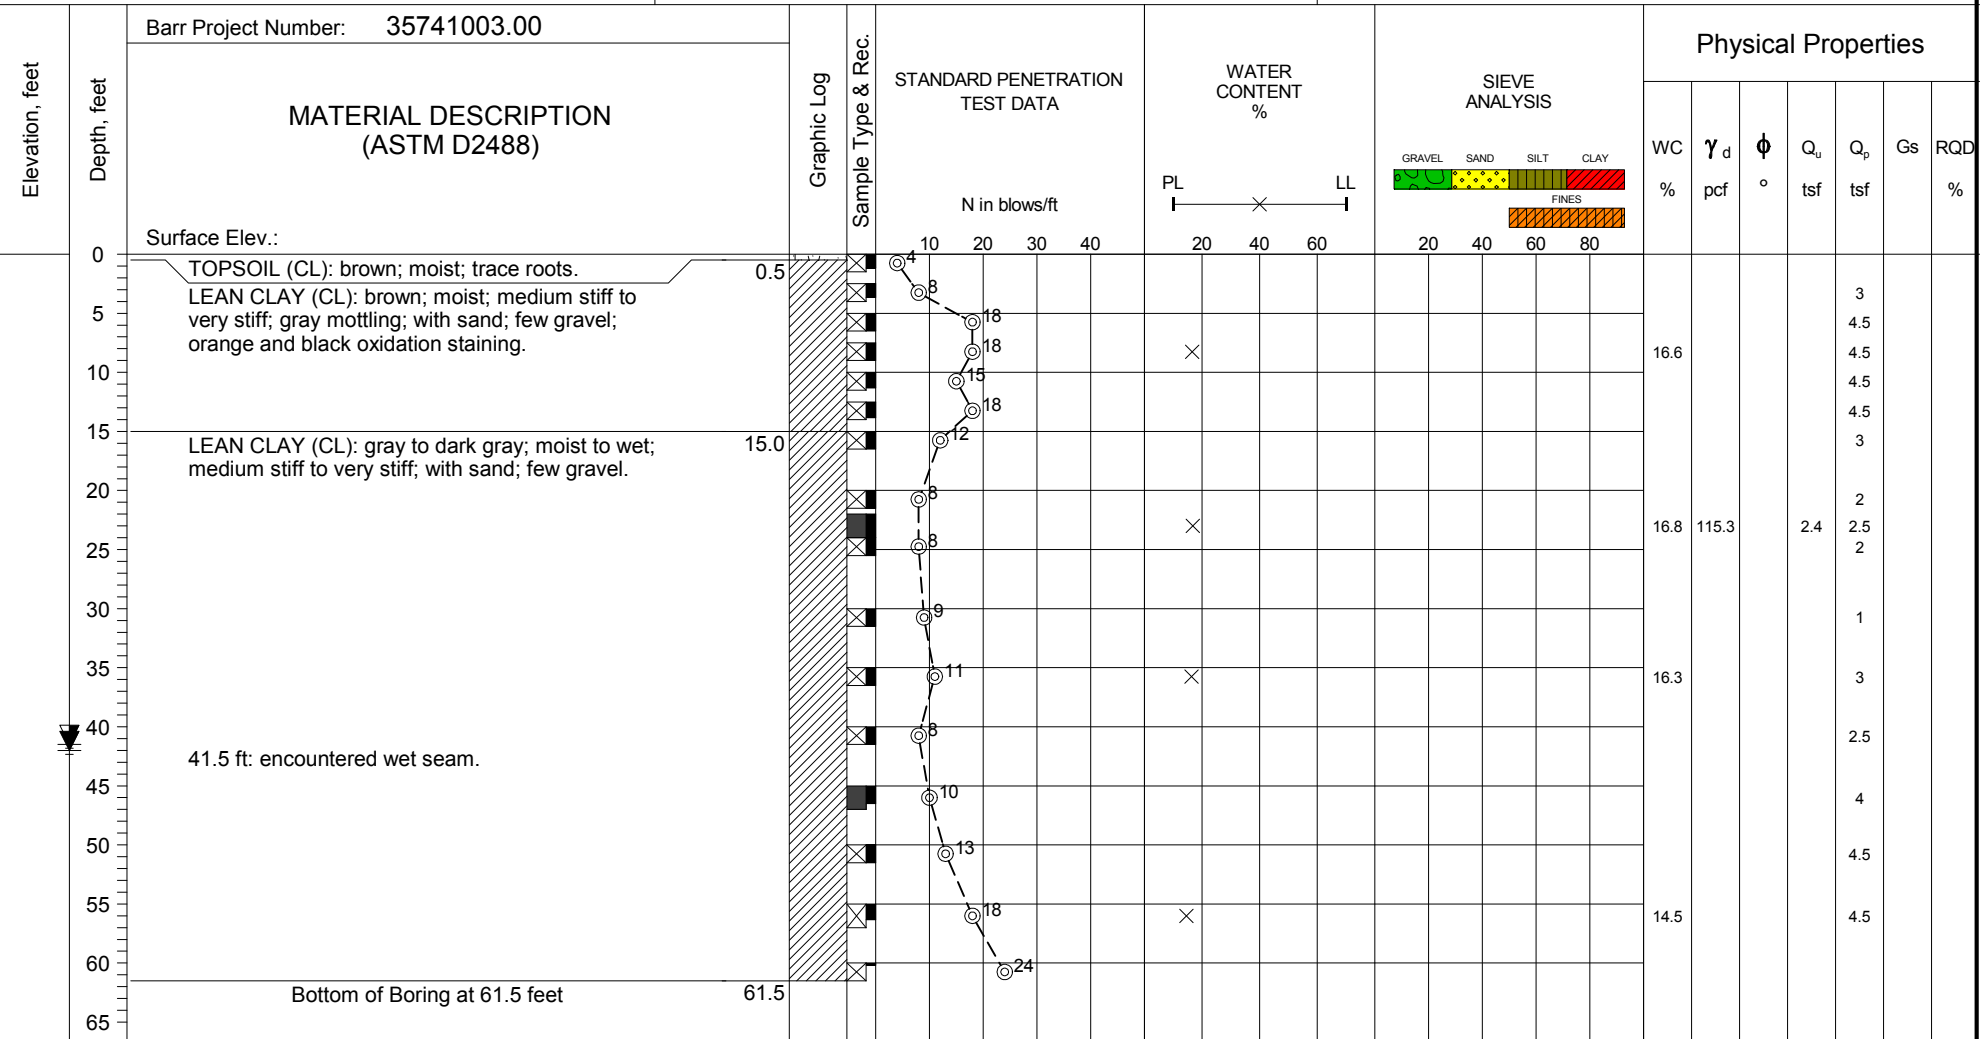 Barr Project Number: 35741003.00
Elevation, feet
Depth, feet
MATERIAL DESCRIPTION
(ASTM D2488)
Surface Elev.:
Graphic Log
Sample Type & Rec.
STANDARD PENETRATION
TEST DATA
N in blows/ft
10 20 30 40
WATER
CONTENT
%
PL LL
20 40 60
SIEVE
ANALYSIS
GRAVEL SAND SILT CLAY
FINES
20 40 60 80
Physical Properties
WC γd ϕ Qu Qp Gs RQD
% pcf ° tsf tsf %
0
4
TOPSOIL (CL): brown; moist; trace roots. 0.5
LEAN CLAY (CL): brown; moist; medium stiff to
8 3
very stiff; gray mottling; with sand; few gravel;
5 18 4.5
orange and black oxidation staining.
18 16.6 4.5
10 15 4.5
18 4.5
15 12
LEAN CLAY (CL): gray to dark gray; moist to wet; 15.0 3
medium stiff to very stiff; with sand; few gravel.
20 8 2
16.8 115.3 2.4 2.5
25 8 2
30 9 1
35 11 16.3 3
40 8 2.5
41.5 ft: encountered wet seam.
45 10 4
50 13 4.5
55 18 14.5 4.5
60 24
Bottom of Boring at 61.5 feet 61.5
65